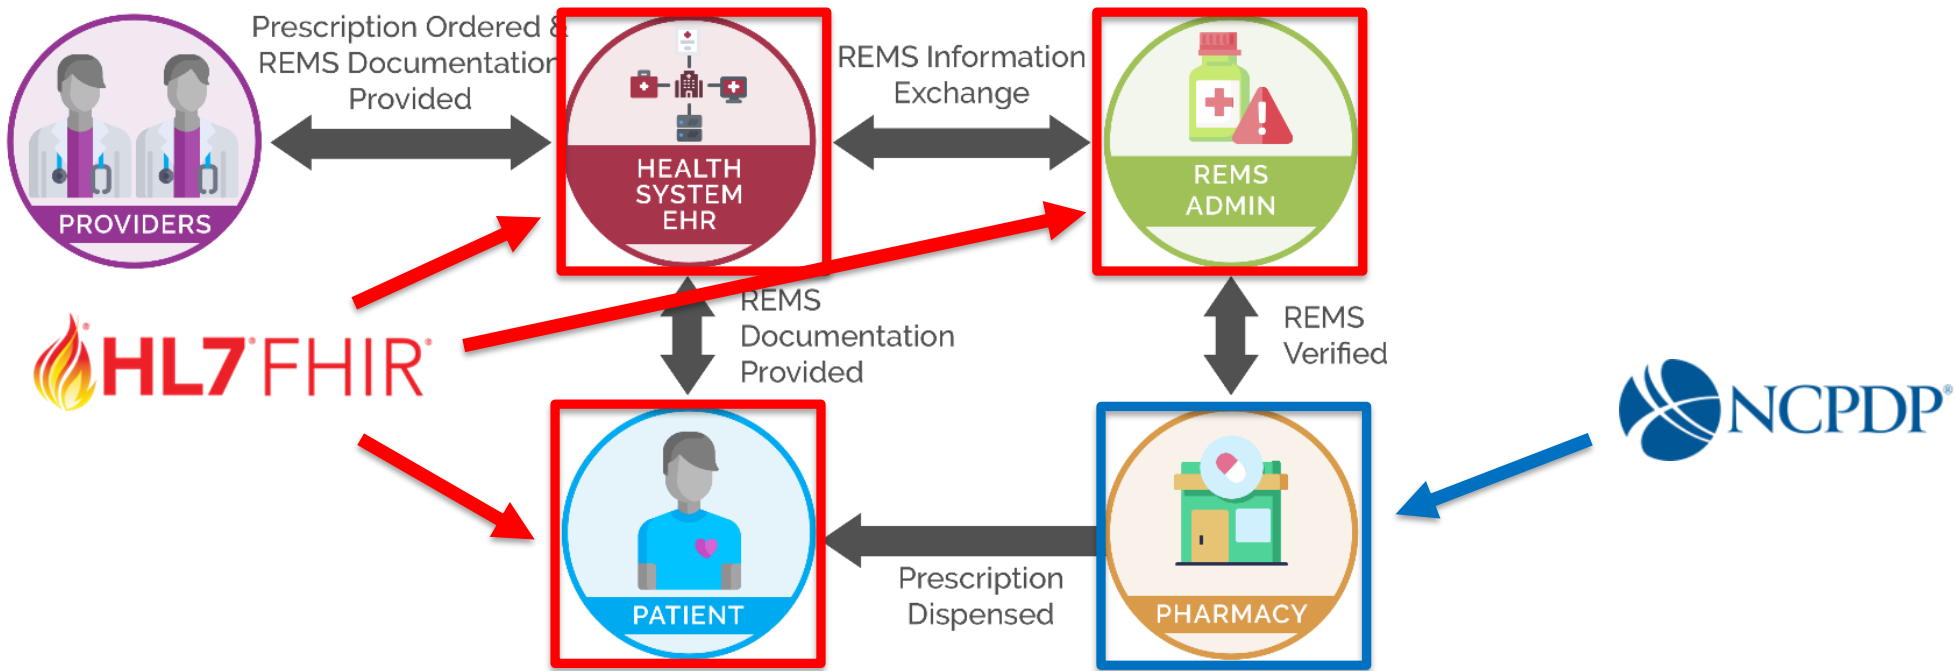 Prescription Ordered &
REMS Documentation
Provided
PROVIDERS
HEALTH
SYSTEM
EHR
REMS Information
Exchange
REMS
ADMIN
HL7® FHIR®
REMS
Documentation
Provided
REMS
Verified
NCPDP®
PATIENT
Prescription
Dispensed
PHARMACY